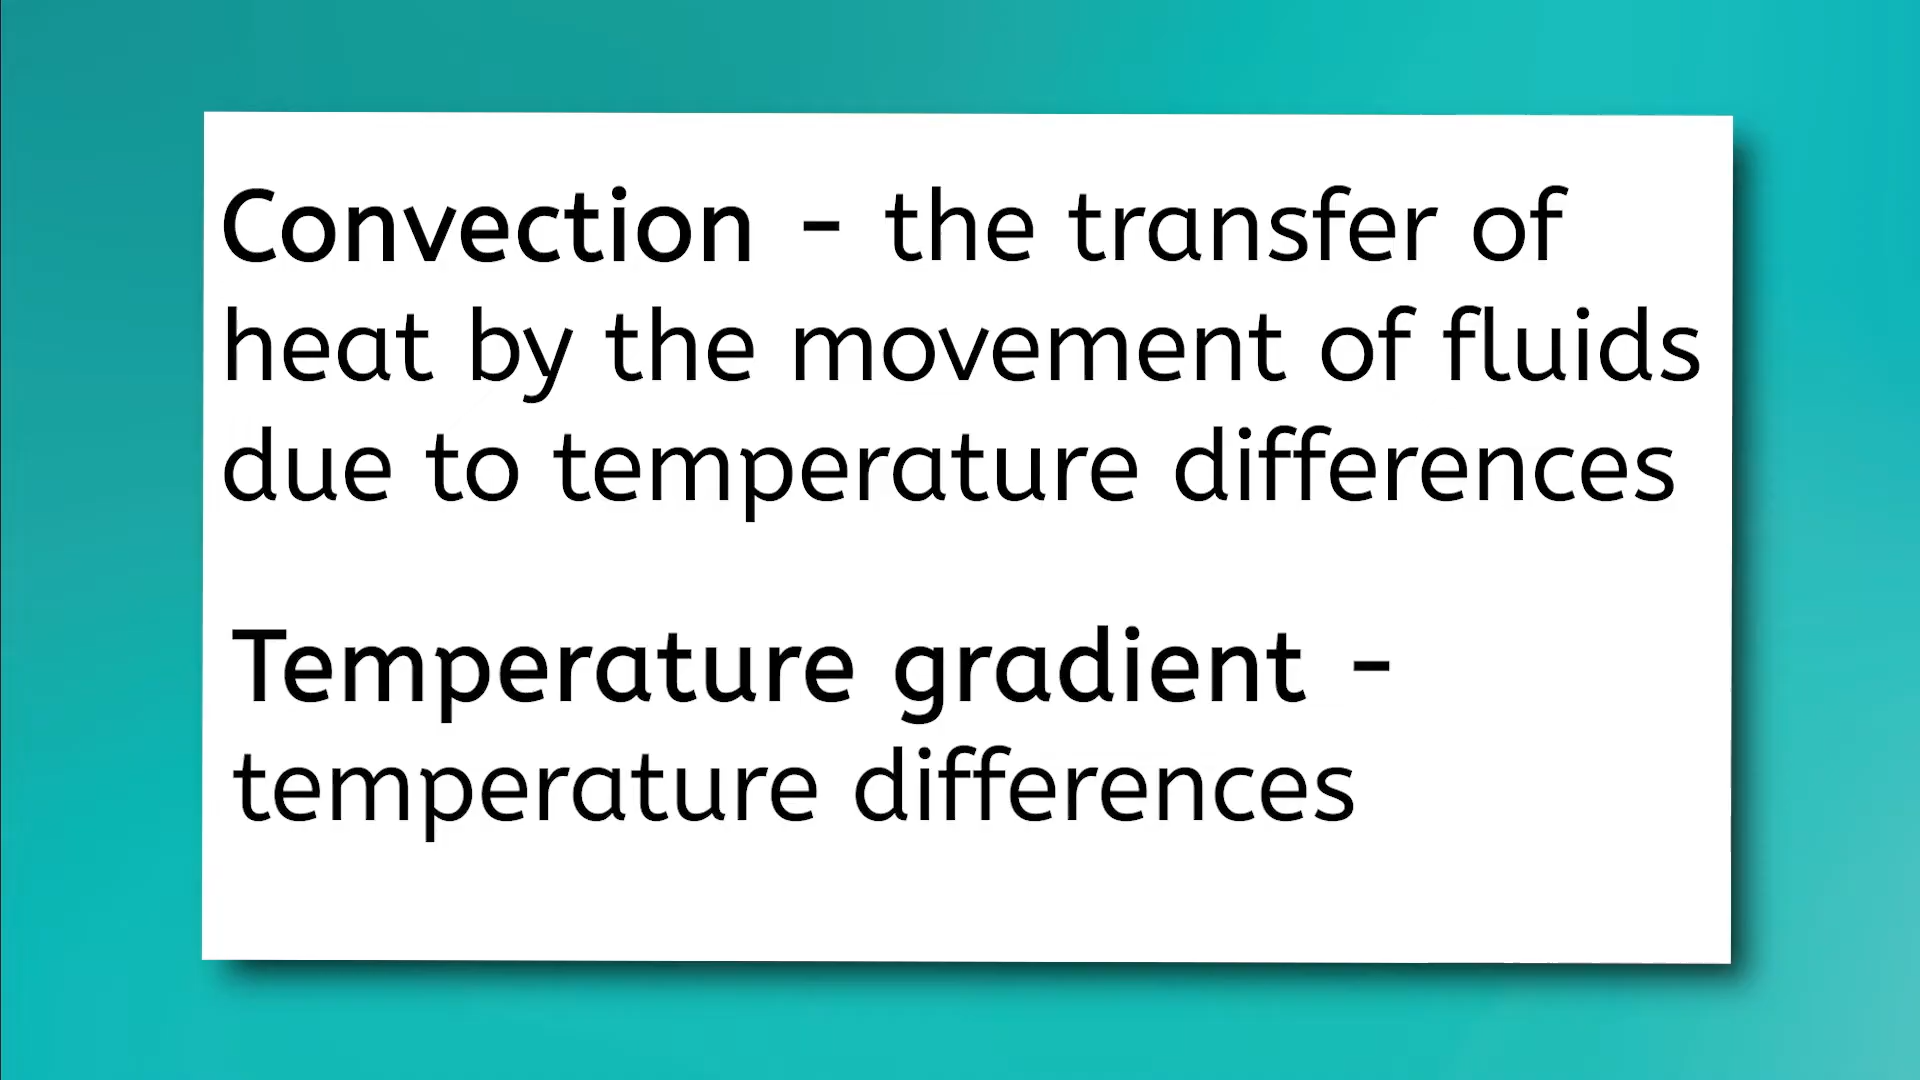 Convection - the transfer of
heat by the movement of fluids
due to temperature differences
Temperature gradient -
temperature differences